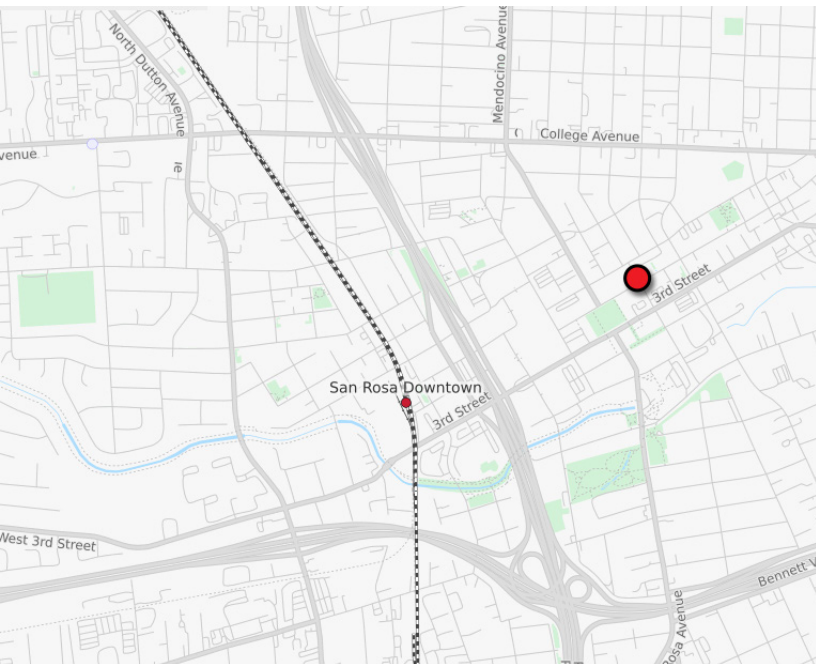 North Dutton Avenue
Mendocino Avenue
College Avenue
venue
ie
3rd Street
San Rosa Downtown
3rd Street
West 3rd Street
Bennett V
osa Avenue